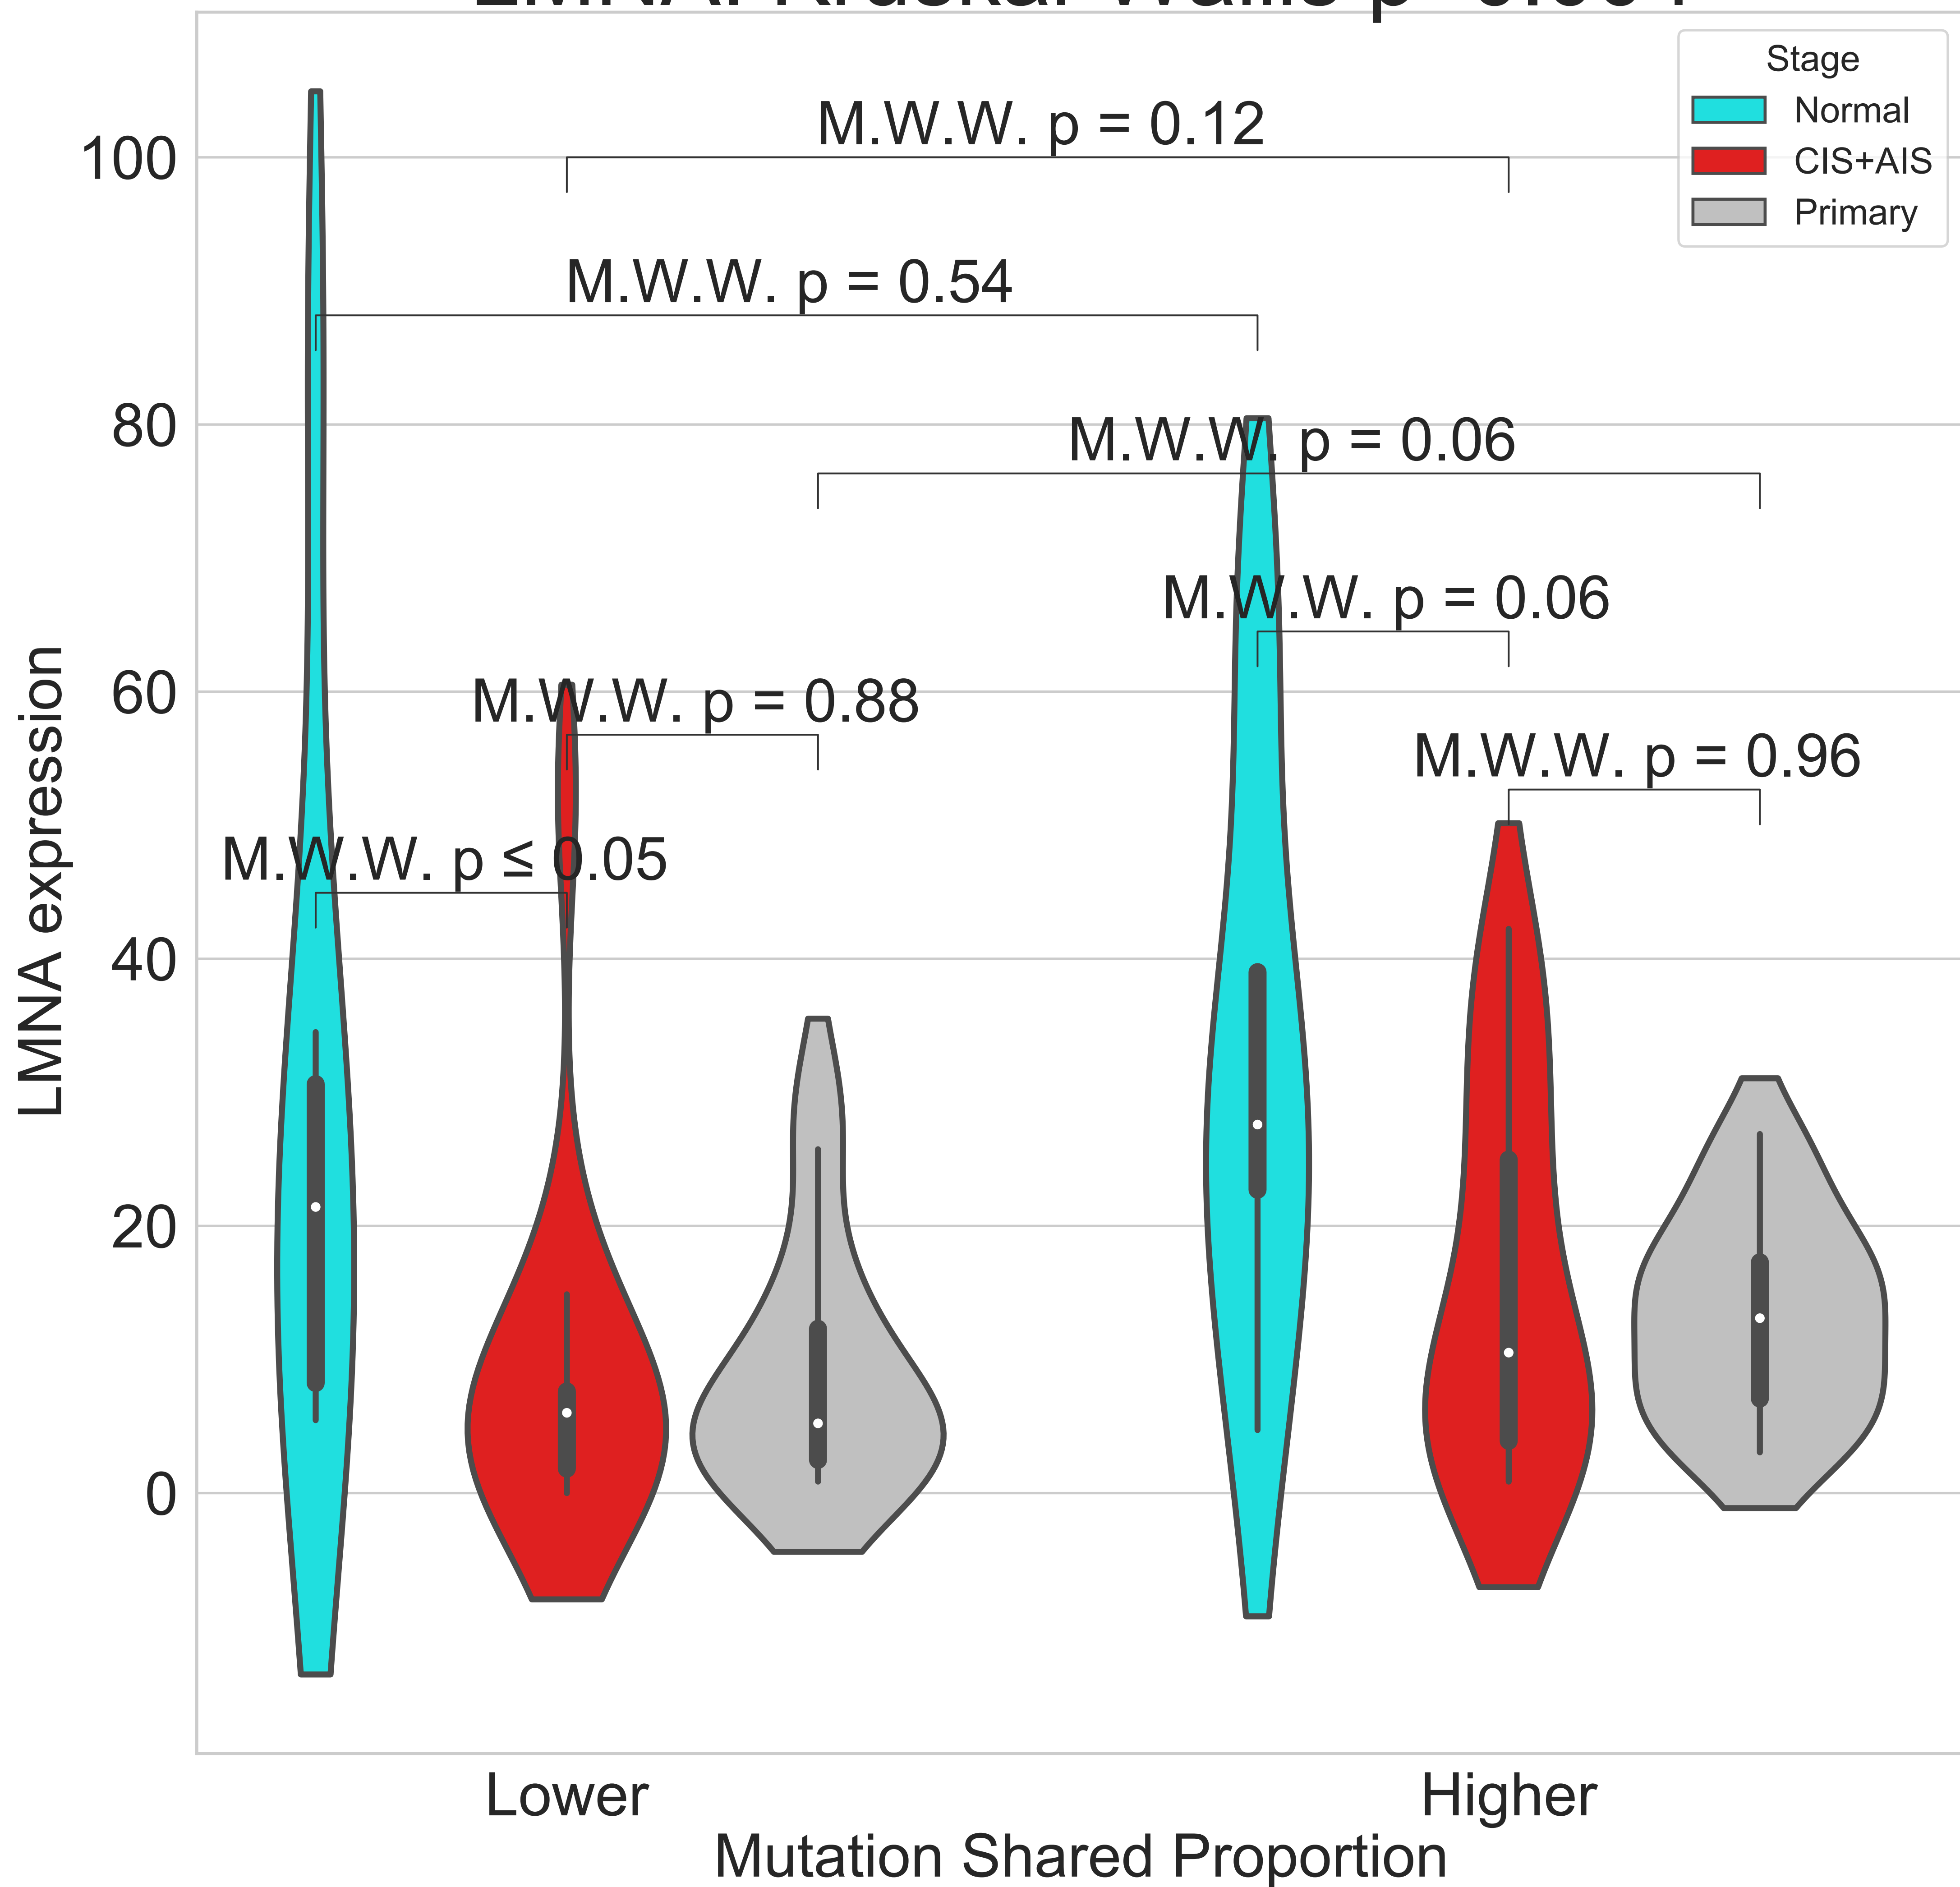 Stage
Normal
CIS+AIS
Primary
M.W.W. p = 0.12
M.W.W. p = 0.54
M.W.W. p = 0.06
M.W.W. p = 0.06
M.W.W. p = 0.88
M.W.W. p = 0.96
M.W.W. p ≤ 0.05
100
80
60
40
20
0
LMNA expression
Lower
Higher
Mutation Shared Proportion